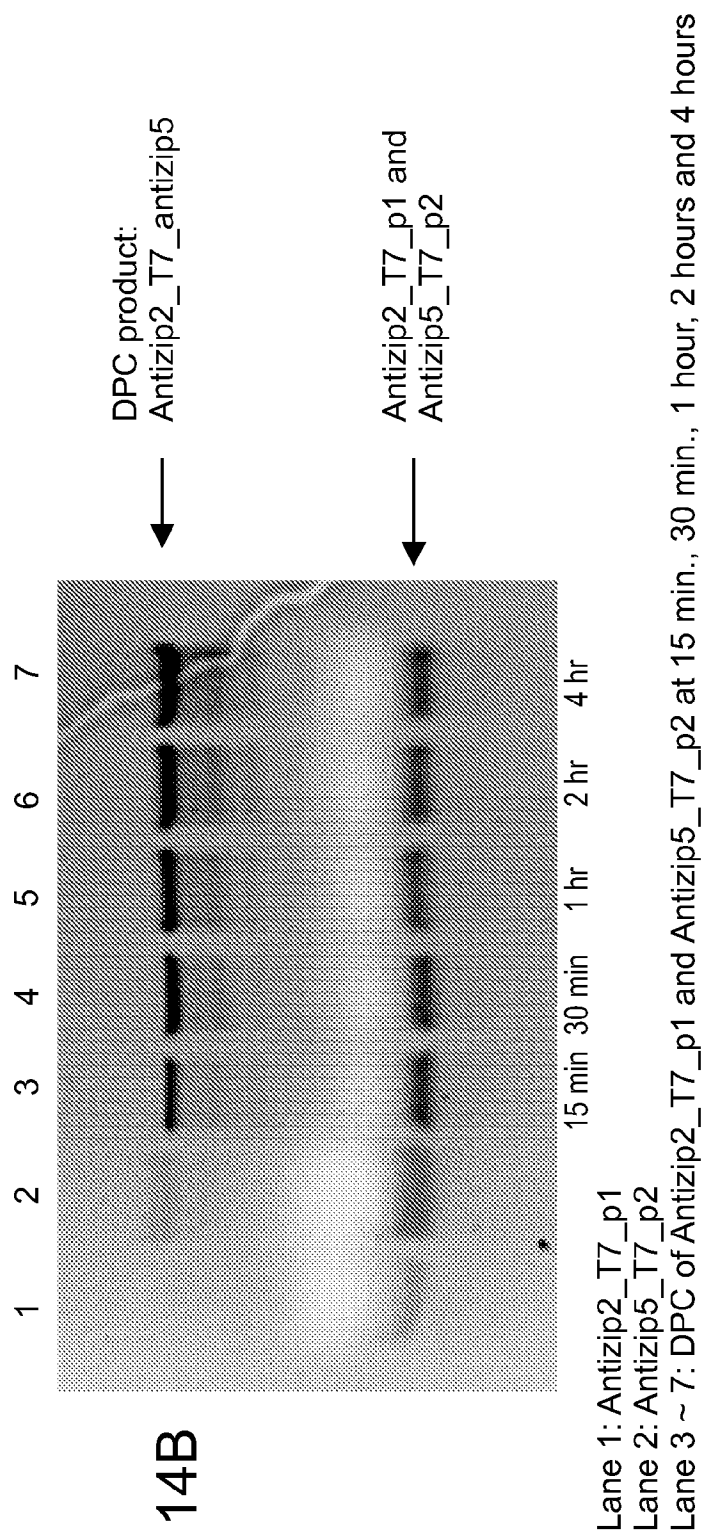 14B
1 2 3 4 5 6 7
DPC product:
Antizip2_T7_antizip5
Antizip2_T7_p1 and
Antizip5_T7_p2
15 min 30 min 1 hr 2 hr 4 hr
Lane 1: Antizip2_T7_p1
Lane 2: Antizip5_T7_p2
Lane 3 ~ 7: DPC of Antizip2_T7_p1 and Antizip5_T7_p2 at 15 min., 30 min., 1 hour, 2 hours and 4 hours